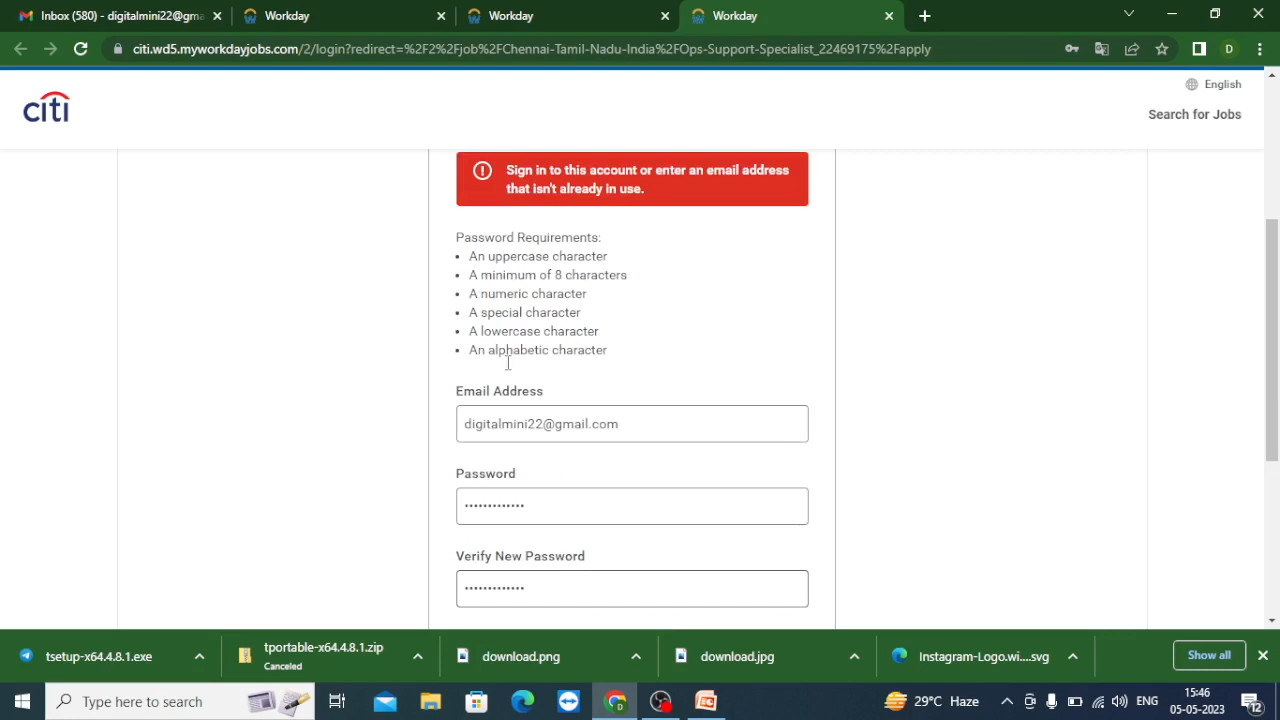 Inbox (580) - digitalmini22@gma
Workday
Workday
Workday
citi.wd5.myworkdayjobs.com/2/login?redirect=%2F2%2Fjob%2FChennai-Tamil-Nadu-India%2FOps-Support-Specialist_22469175%2Fapply
D
English
citi
Search for Jobs
Sign in to this account or enter an email address
that isn't already in use.
Password Requirements:
• An uppercase character
• A minimum of 8 characters
• A numeric character
• A special character
• A lowercase character
• An alphabetic character
Email Address
digitalmini22@gmail.com
Password
•••••••••••••
Verify New Password
•••••••••••••
tsetup-x64.4.8.1.exe
tportable-x64.4.8.1.zip
Canceled
download.png
download.jpg
Instagram-Logo.wi....svg
Show all
Type here to search
29°C Haze
ENG
15:46
05-05-2023
12